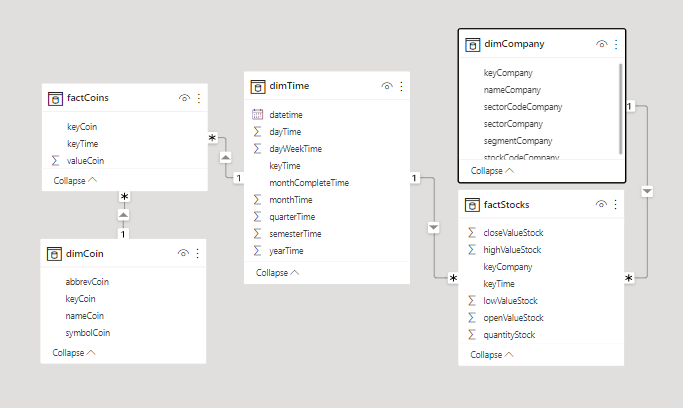 factCoins
keyCoin
keyTime
valueCoin
Collapse
*
*
1
dimCoin
abbrevCoin
keyCoin
nameCoin
symbolCoin
Collapse
1
dimTime
datetime
dayTime
dayWeekTime
keyTime
monthCompleteTime
monthTime
quarterTime
semesterTime
yearTime
Collapse
1
*
dimCompany
keyCompany
nameCompany
sectorCodeCompany
sectorCompany
segmentCompany
stockCodeCompany
Collapse
1
factStocks
closeValueStock
highValueStock
keyCompany
keyTime
lowValueStock
openValueStock
quantityStock
Collapse
*